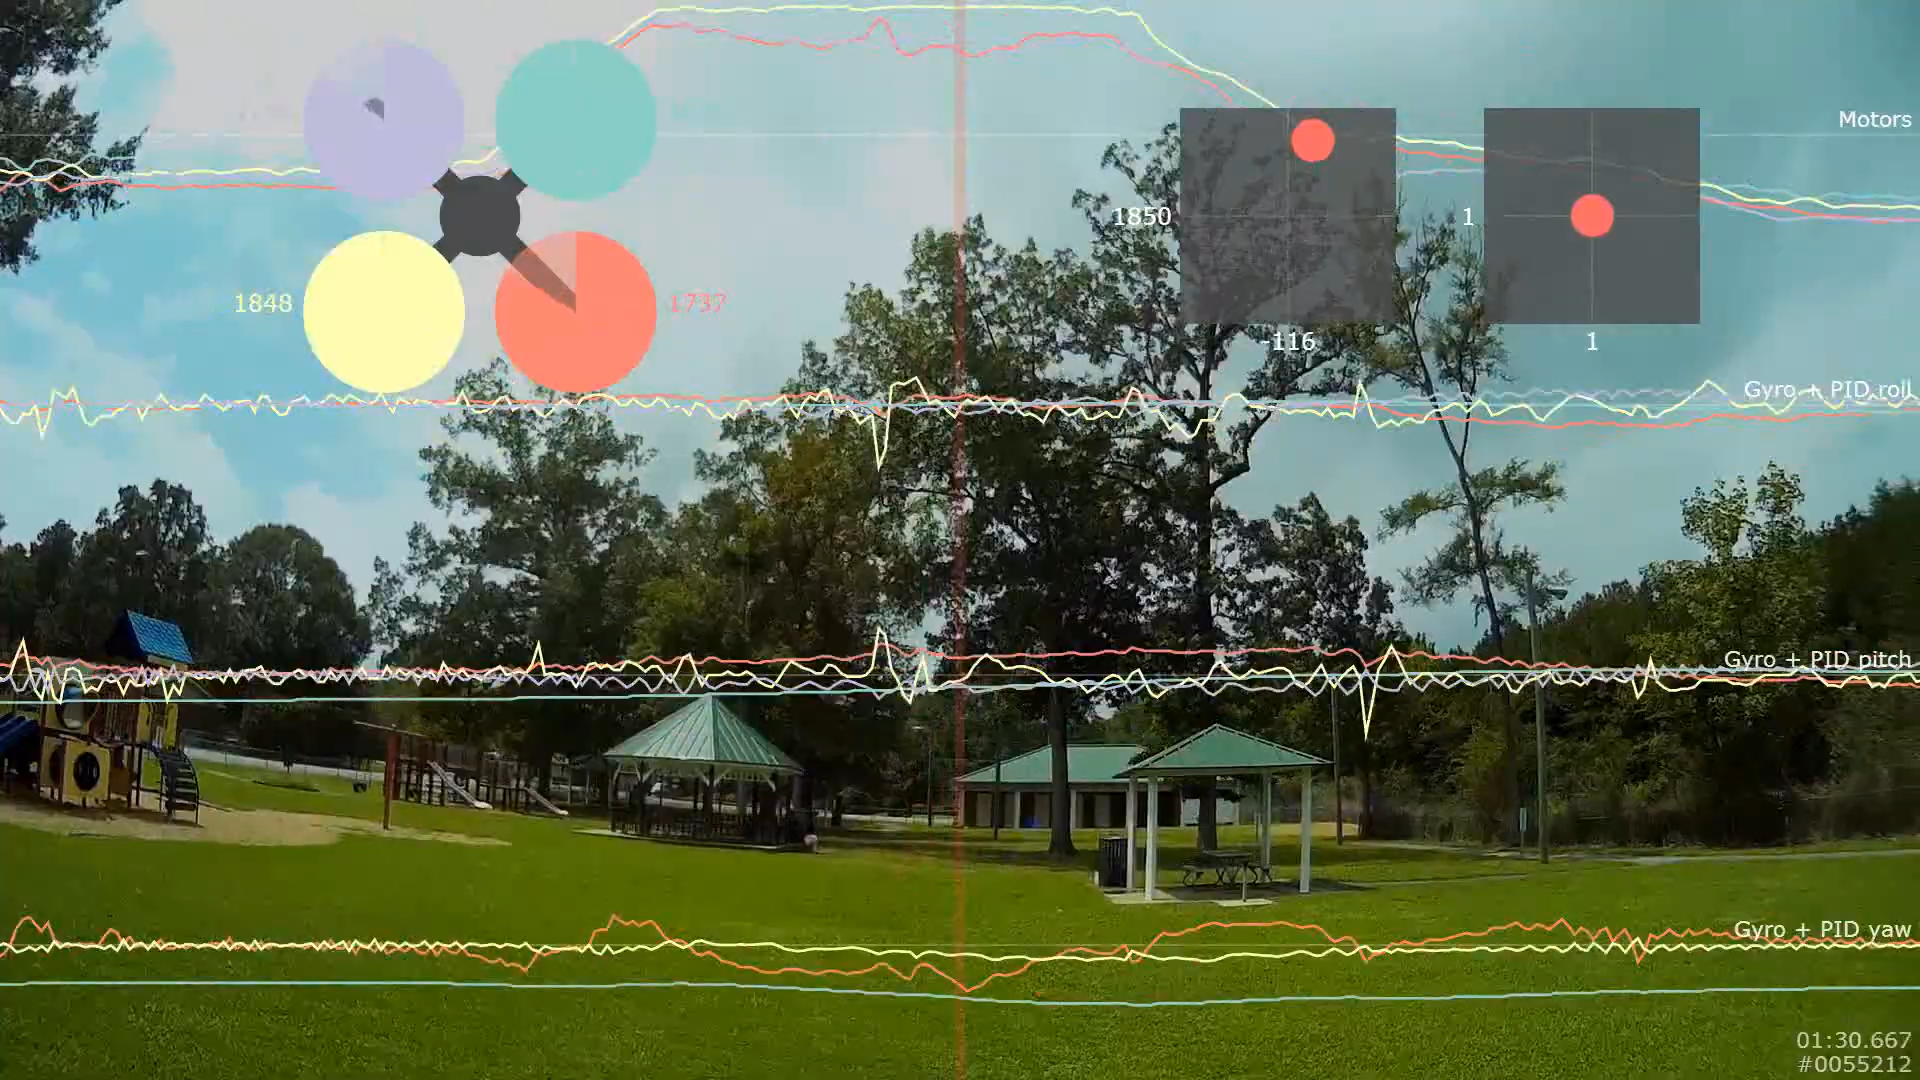 Motors
1850
1
1848
1737
-116
1
Gyro + PID roll
Gyro + PID pitch
Gyro + PID yaw
01:30.667
#0055212